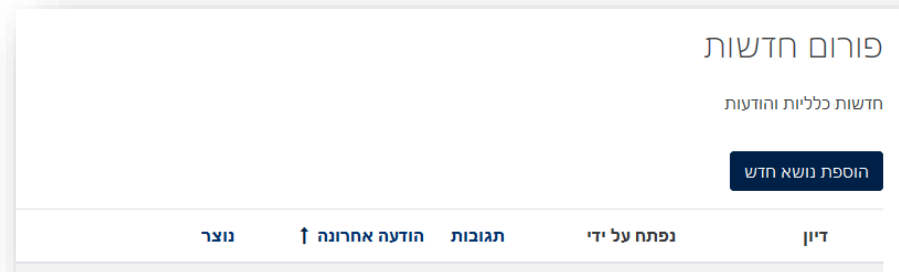 פורום חדשות
חדשות כלליות והודעות
הוספת נושא חדש
דיון נפתח על ידי תגובות הודעה אחרונה ↑ נוצר